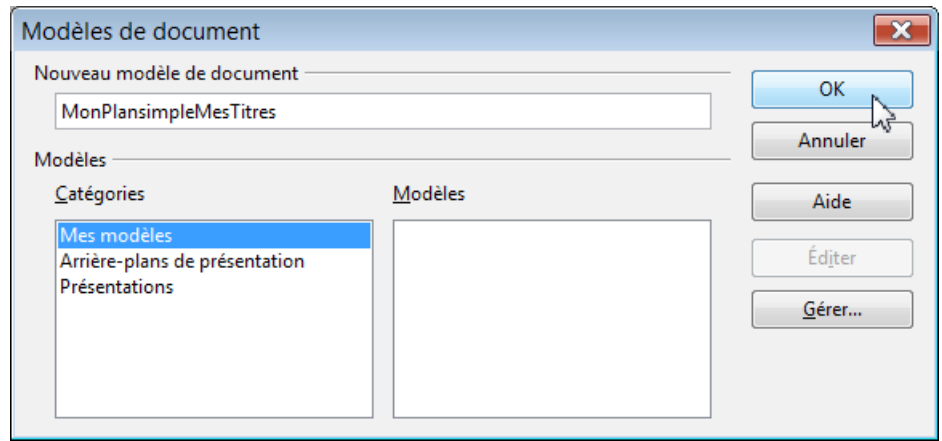 Modèles de document
Nouveau modèle de document
MonPlansimpleMesTitres
Modèles
Catégories
Modèles
Mes modèles
Arrière-plans de présentation
Présentations
OK
Annuler
Aide
Éditer
Gérer...